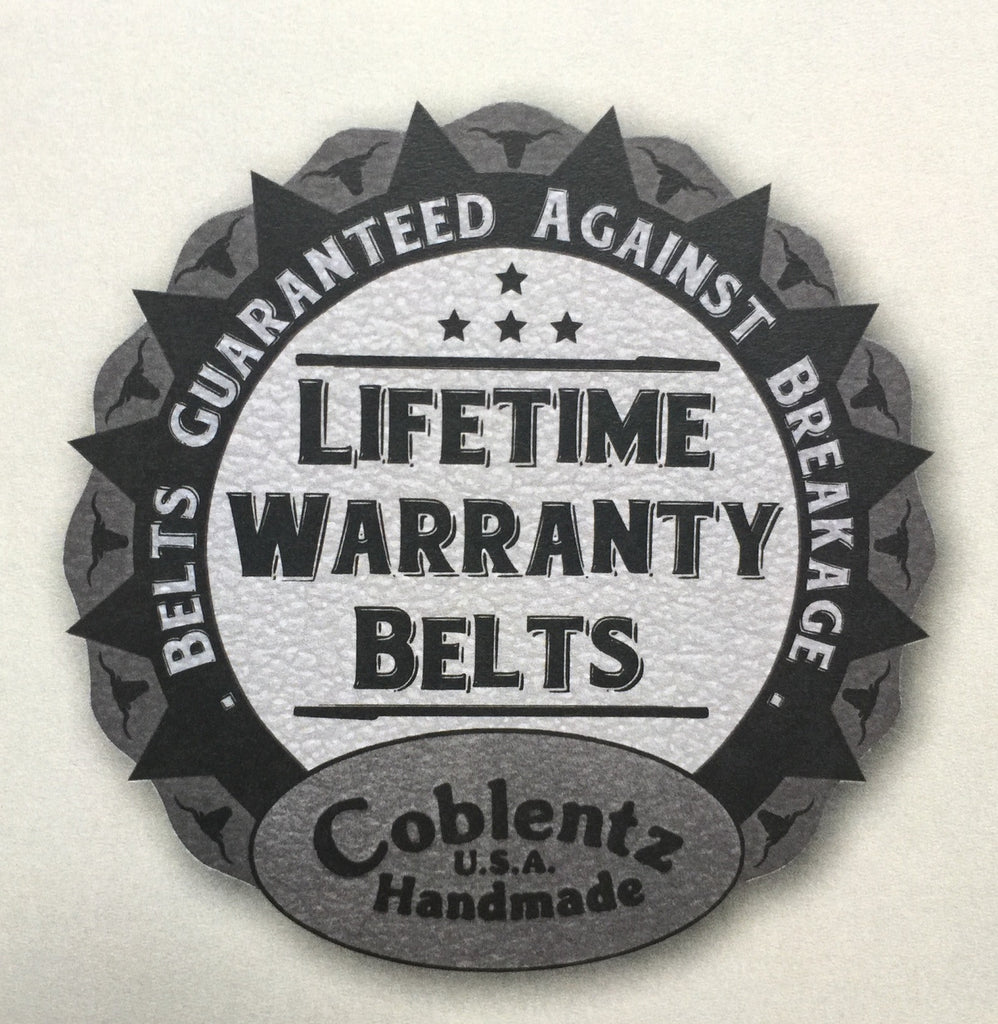 Belts Guaranteed Against Breakage
Lifetime
Warranty
Belts
Coblentz
U.S.A.
Handmade